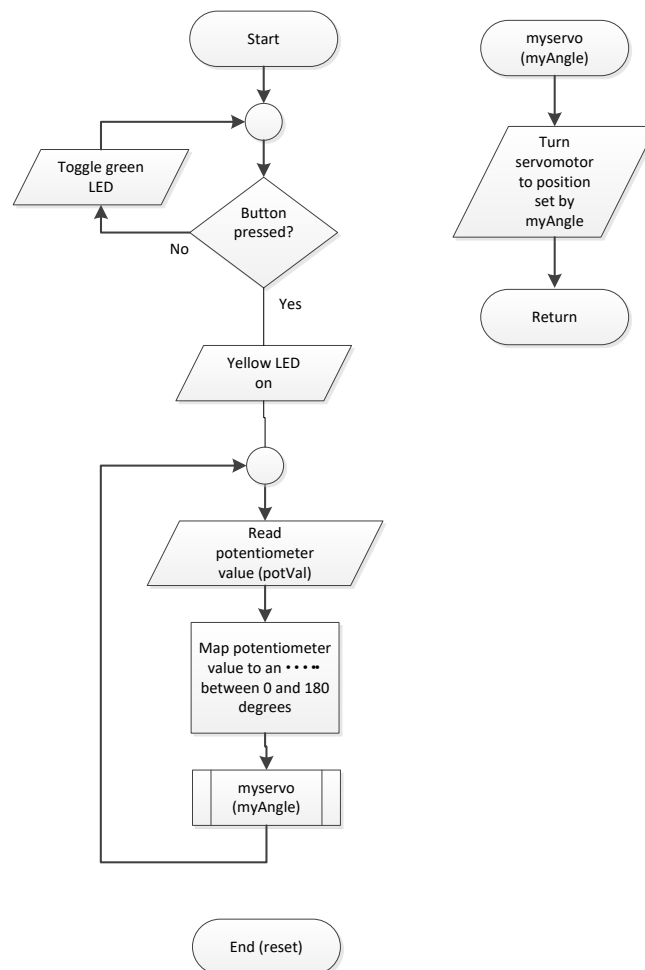 Start
Toggle green
LED
Button
pressed?
No
Yes
Yellow LED
on
Read
potentiometer
value (potVal)
Map potentiometer
value to an
between 0 and 180
degrees
myservo
(myAngle)
End (reset)
myservo
(myAngle)
Turn
servomotor
to position
set by
myAngle
Return